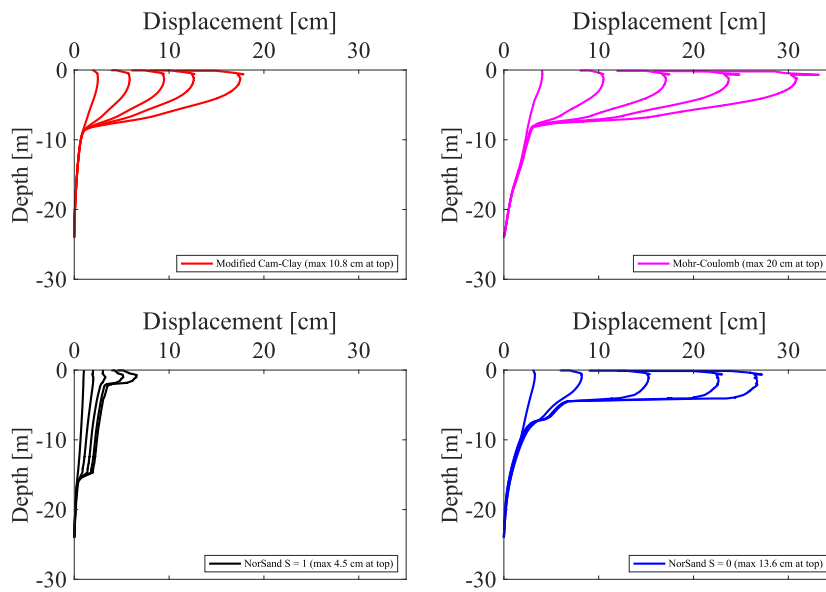 Displacement [cm]
0 10 20 30
0
-10
-20
-30
Depth [m]
Modified Cam-Clay (max 10.8 cm at top)
Displacement [cm]
0 10 20 30
0
-10
-20
-30
Depth [m]
Mohr-Coulomb (max 20 cm at top)
Displacement [cm]
0 10 20 30
0
-10
-20
-30
Depth [m]
NorSand S = 1 (max 4.5 cm at top)
Displacement [cm]
0 10 20 30
0
-10
-20
-30
Depth [m]
NorSand S = 0 (max 13.6 cm at top)